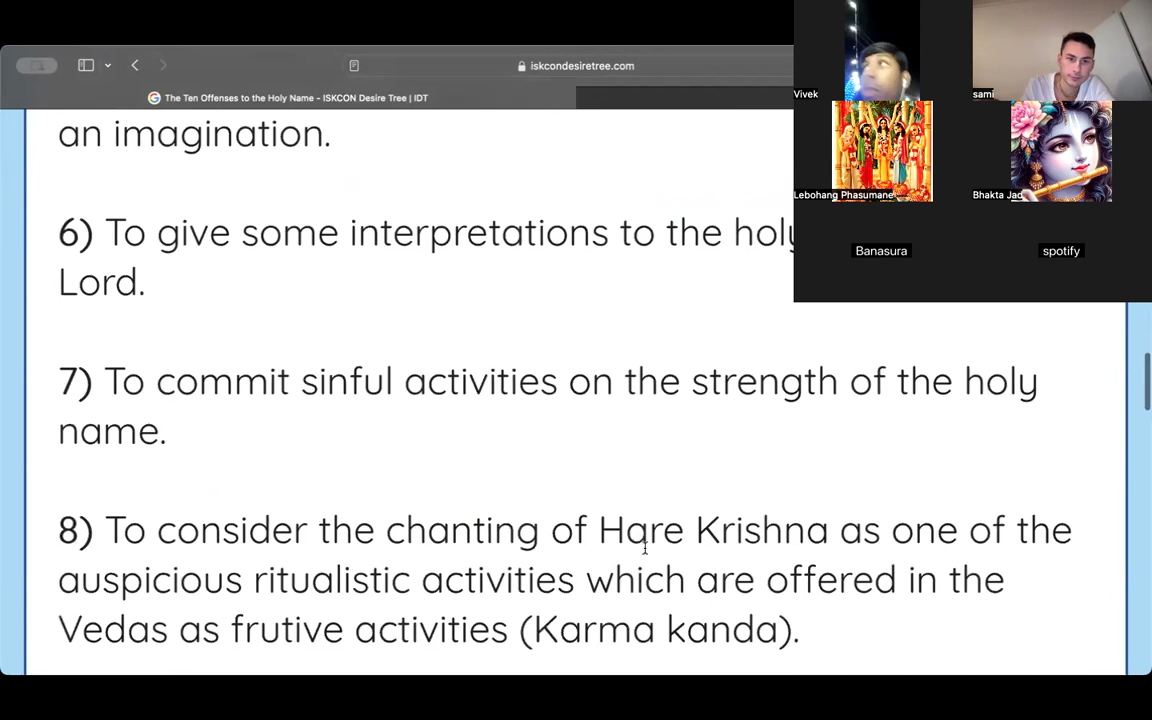 iskcondesiretree.com
The Ten Offenses to the Holy Name - ISKCON Desire Tree | IDT
an imagination.
6) To give some interpretations to the holy
Lord.
7) To commit sinful activities on the strength of the holy
name.
8) To consider the chanting of Hare Krishna as one of the
auspicious ritualistic activities which are offered in the
Vedas as frutive activities (Karma kanda).
Vivek
sami
Lebohang Phasumane
Bhakta Jad
Banasura
spotify